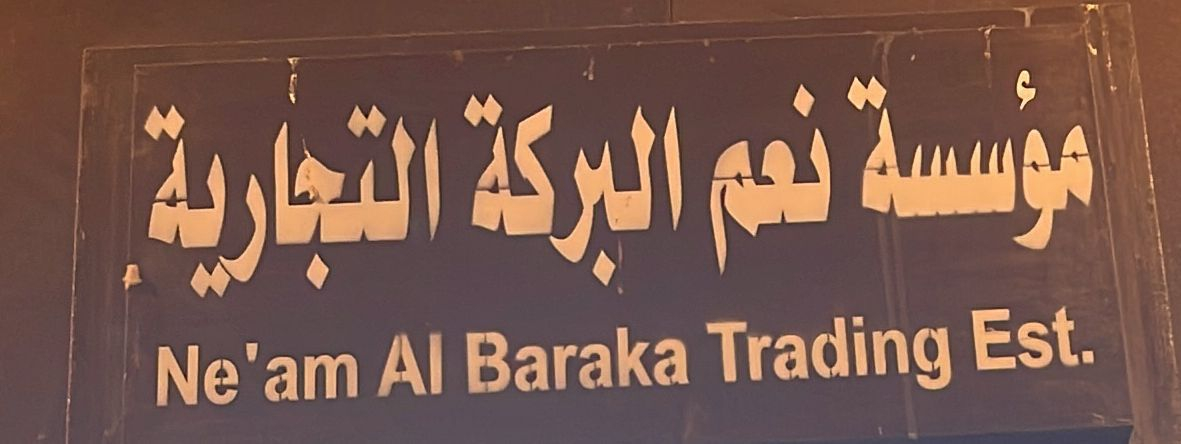 مؤسسة نعم البركة التجارية
Ne'am Al Baraka Trading Est.